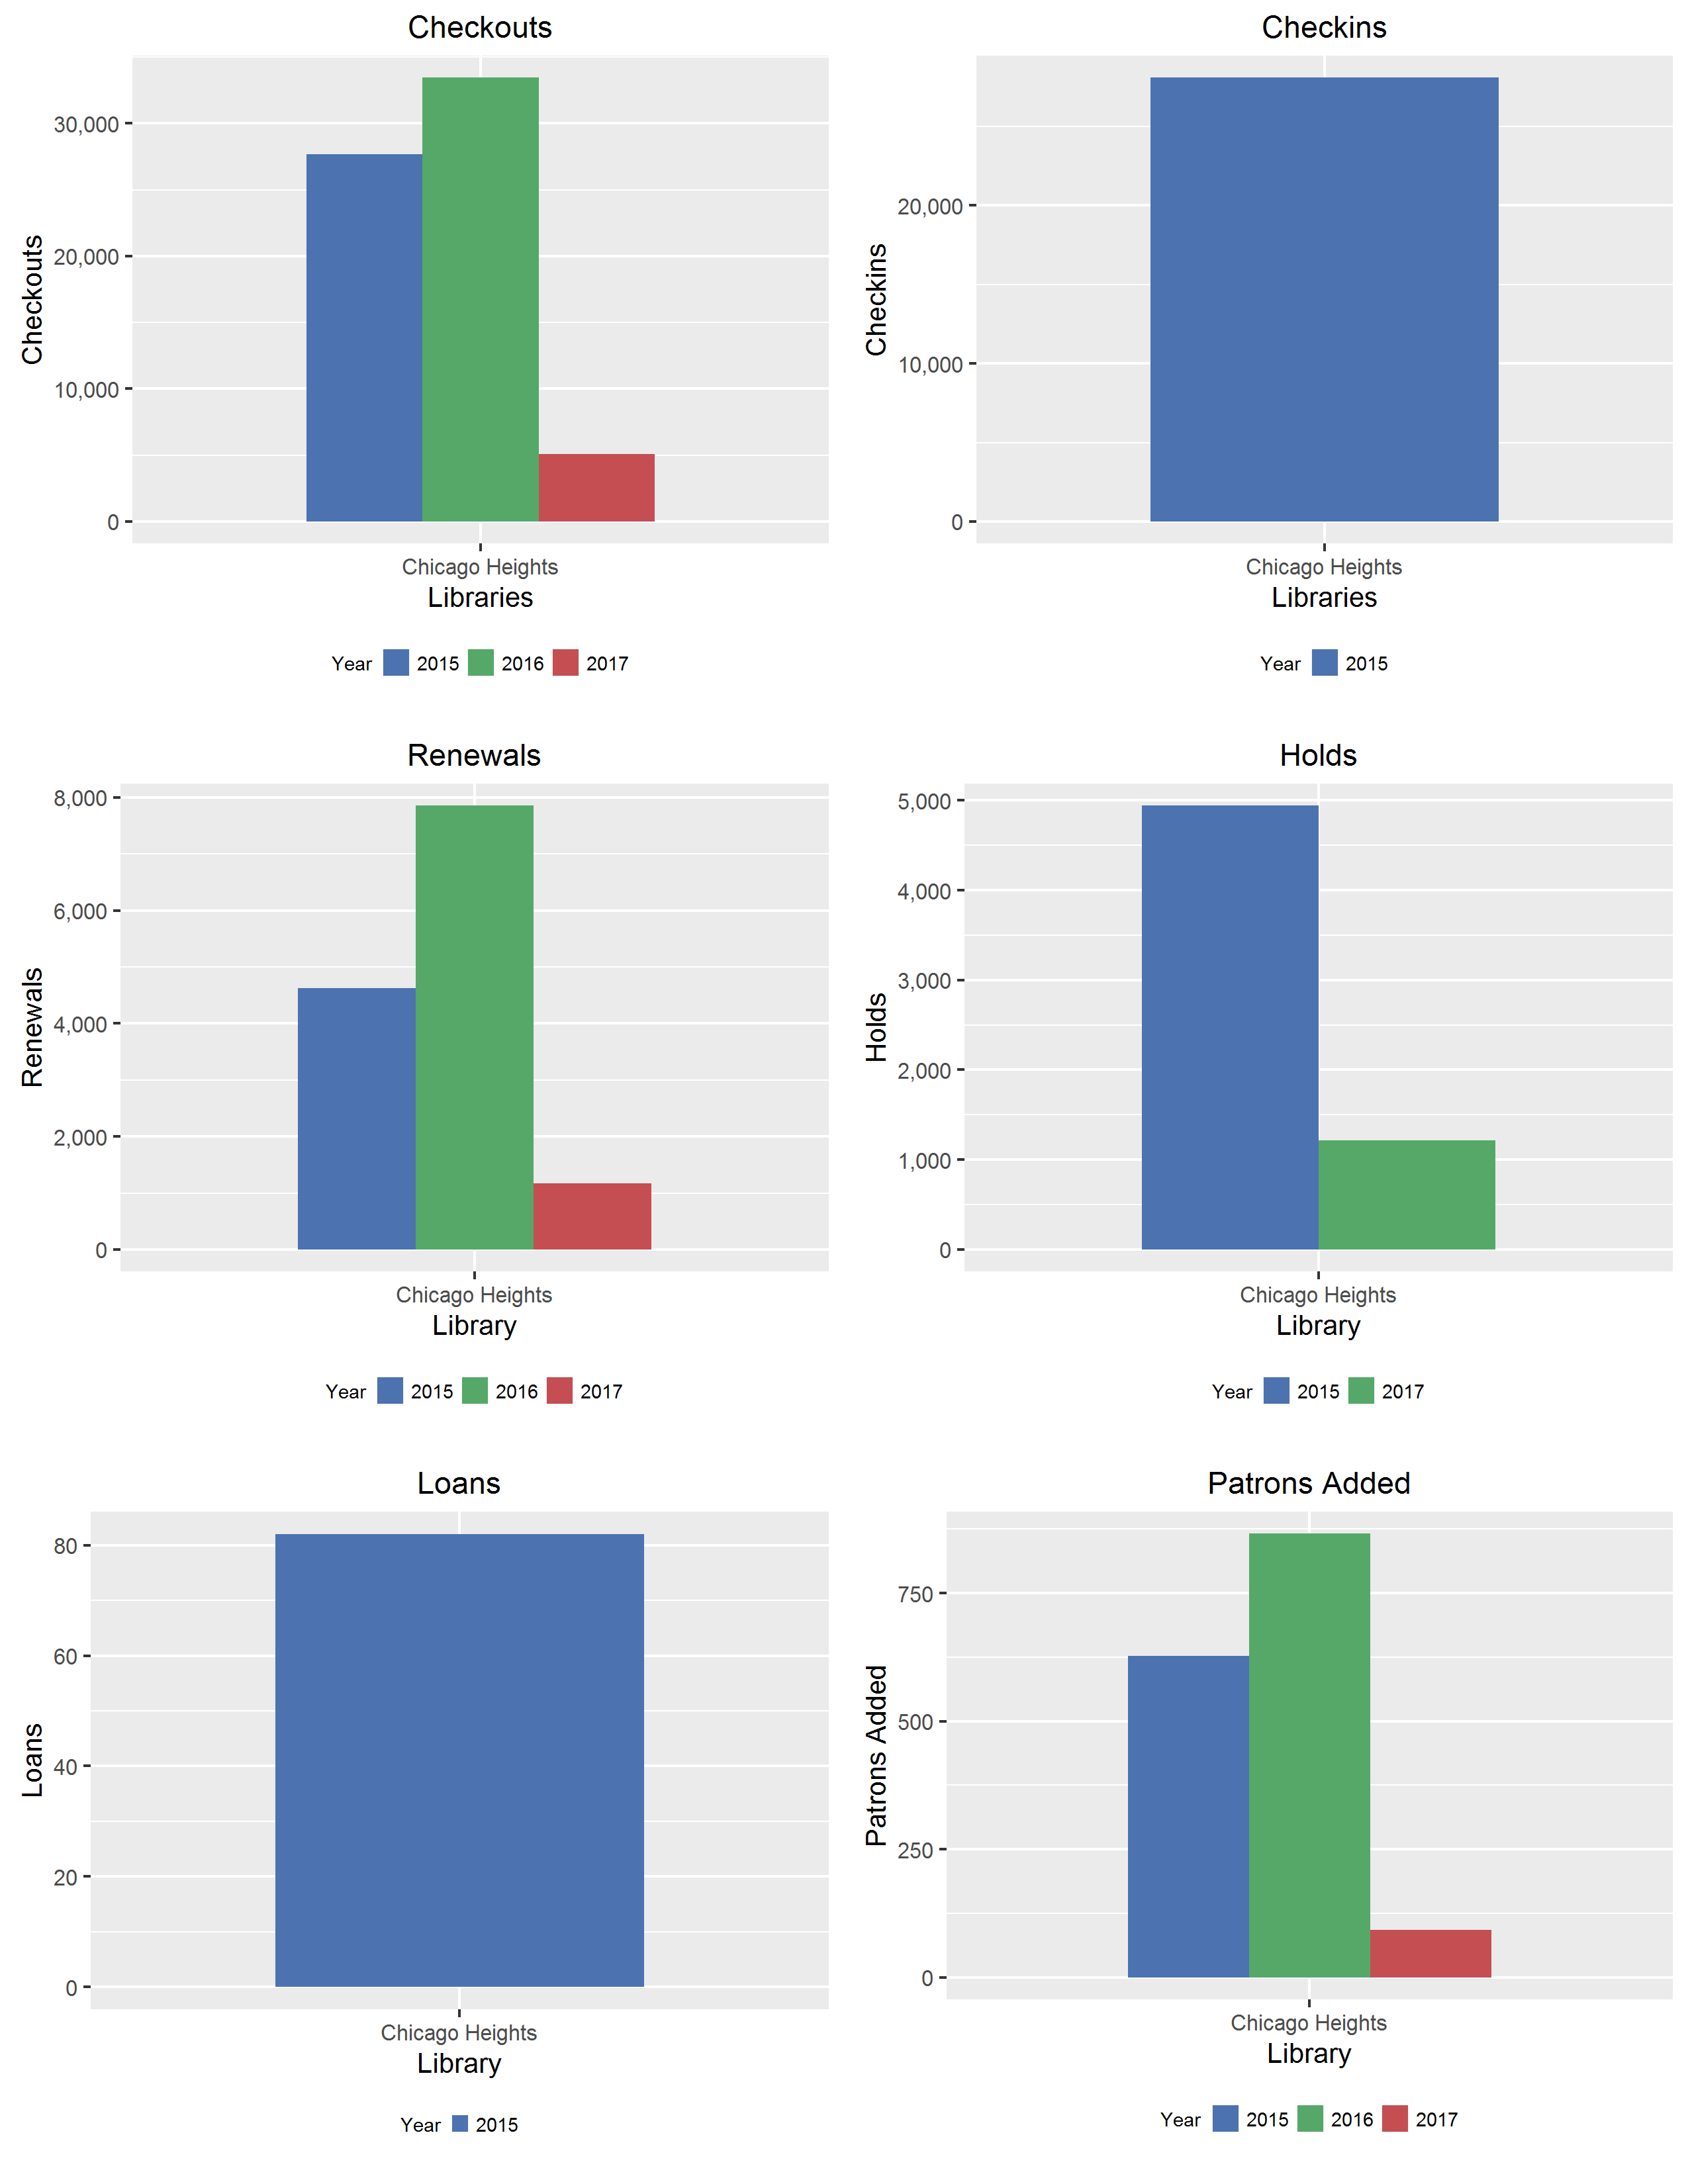 Checkouts
30,000
20,000
10,000
0
Checkouts
Chicago Heights
Libraries
Year 2015 2016 2017
Checkins
20,000
10,000
0
Checkins
Chicago Heights
Libraries
Year 2015
Renewals
8,000
6,000
4,000
2,000
0
Renewals
Chicago Heights
Library
Year 2015 2016 2017
Holds
5,000
4,000
3,000
2,000
1,000
0
Holds
Chicago Heights
Library
Year 2015 2017
Loans
80
60
40
20
0
Loans
Chicago Heights
Library
Year 2015
Patrons Added
750
500
250
0
Patrons Added
Chicago Heights
Library
Year 2015 2016 2017